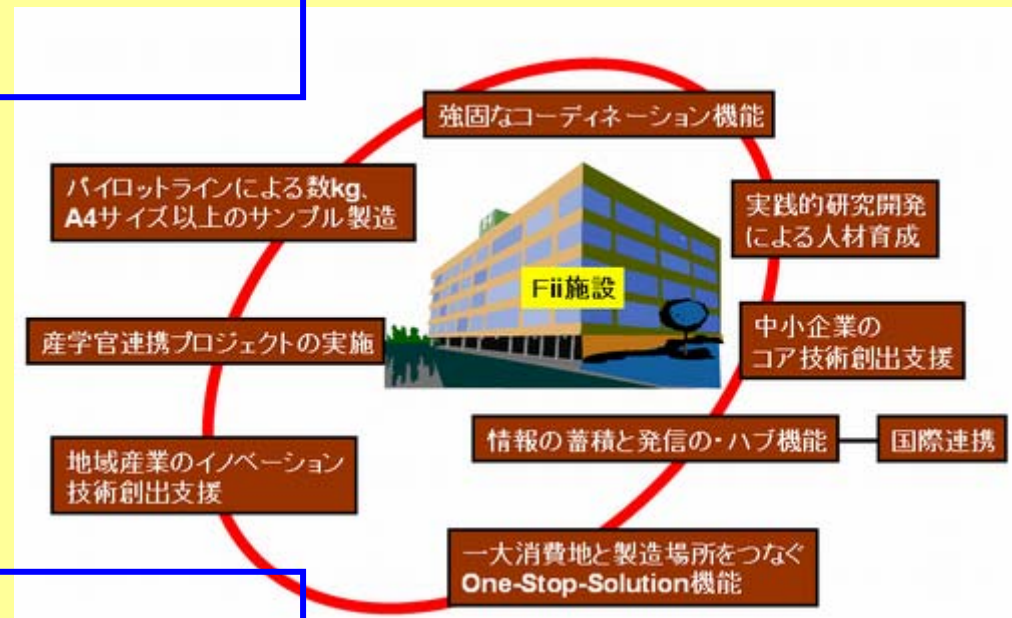 強固なコーディネーション機能
パイロットラインによる数kg、
A4サイズ以上のサンプル製造
実践的研究開発
による人材育成
Fii施設
産学官連携プロジェクトの実施
中小企業の
コア技術創出支援
情報の蓄積と発信の・ハブ機能
国際連携
地域産業のイノベーション
技術創出支援
一大消費地と製造場所をつなぐ
One-Stop-Solution機能